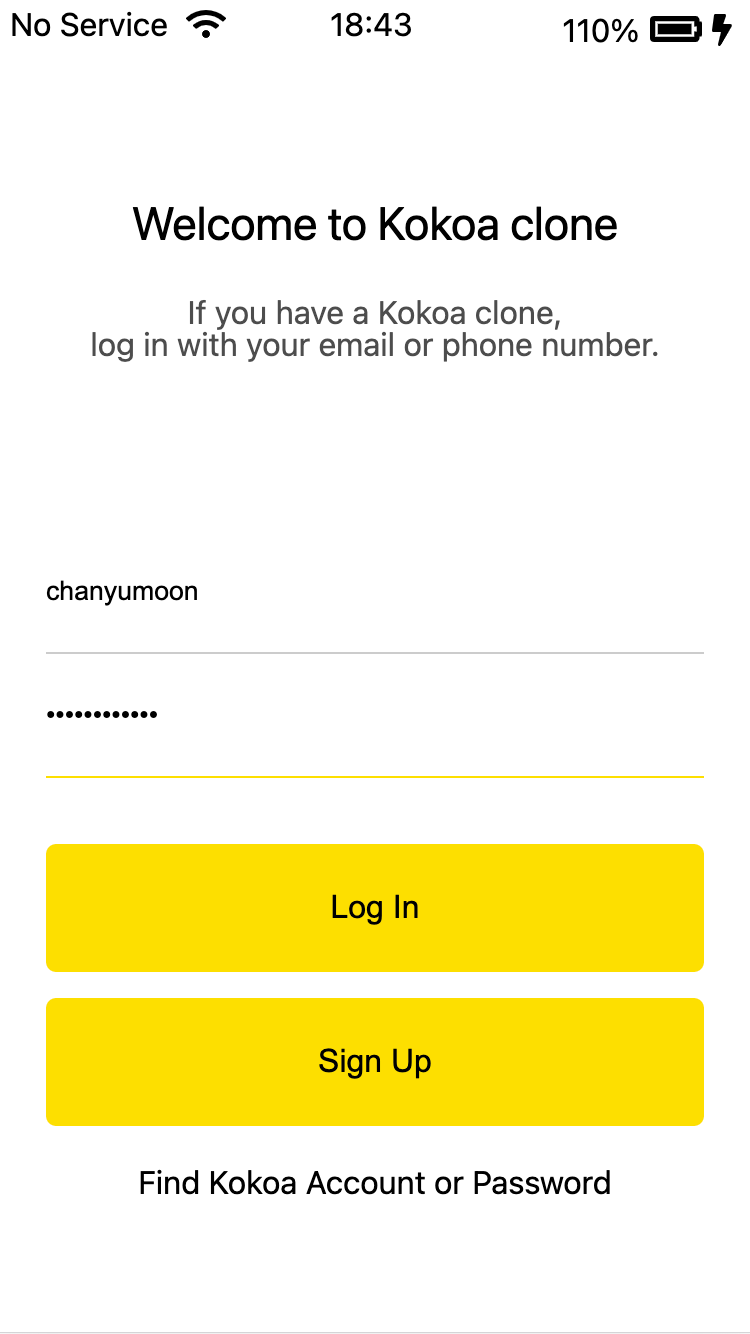 No Service 18:43 110%
Welcome to Kokoa clone
If you have a Kokoa clone,
log in with your email or phone number.
chanyumoon
••••••••••••
Log In
Sign Up
Find Kokoa Account or Password